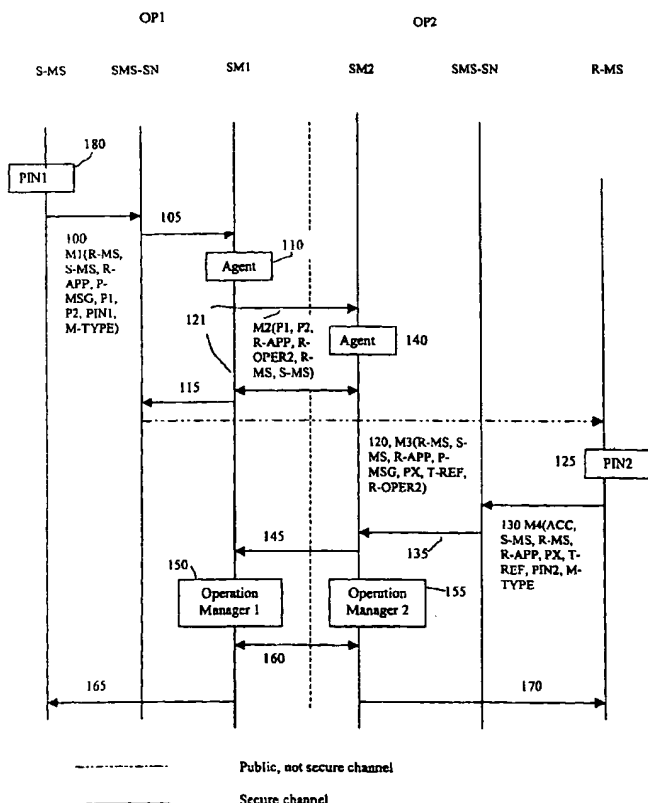 OP1
OP2
S-MS
SMS-SN
SM1
SM2
SMS-SN
R-MS
180
PIN1
105
100
M1(R-MS,
S-MS, R-
APP, P-
MSG, P1,
P2, PIN1,
M-TYPE)
110
Agent
121
M2(P1, P2,
R-APP, R-
OPER2, R-
MS, S-MS)
Agent
140
115
120, M3(R-MS, S-
MS, R-APP, P-
MSG, PX, T-REF,
R-OPER2)
125
PIN2
130 M4(ACC,
S-MS, R-MS,
R-APP, PX, T-
REF, PIN2, M-
TYPE
135
145
150
Operation
Manager 1
Operation
Manager 2
155
160
165
170
Public, not secure channel
Secure channel